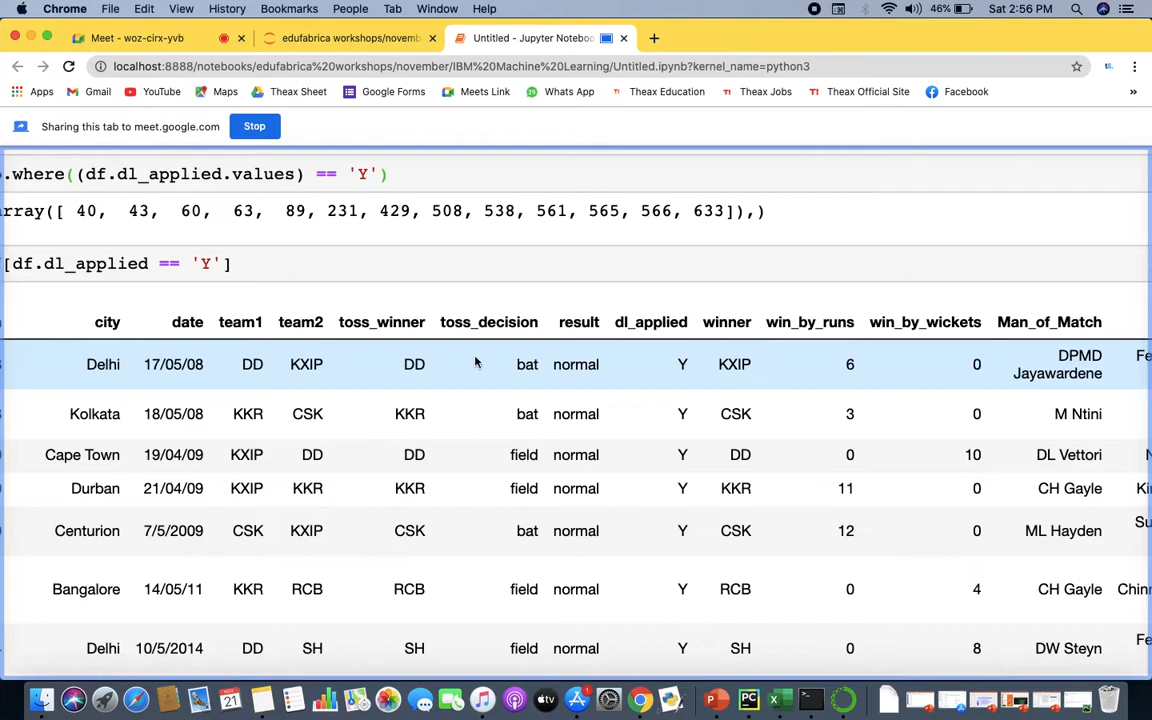 Chrome File Edit View History Bookmarks People Tab Window Help 46% Sat 2:56 PM
Meet - woz-cirx-yvb edufabrica workshops/novemb Untitled - Jupyter Noteboo
localhost:8888/notebooks/edufabrica%20workshops/november/IBM%20Machine%20Learning/Untitled.ipynb?kernel_name=python3
Apps Gmail YouTube Maps Theax Sheet Google Forms Meets Link Whats App Theax Education Theax Jobs Theax Official Site Facebook »
Sharing this tab to meet.google.com Stop
.where((df.dl_applied.values) == 'Y')
rray([ 40, 43, 60, 63, 89, 231, 429, 508, 538, 561, 565, 566, 633]),)
[df.dl_applied == 'Y']
city date team1 team2 toss_winner toss_decision result dl_applied winner win_by_runs win_by_wickets Man_of_Match
Delhi 17/05/08 DD KXIP DD bat normal Y KXIP 6 0 DPMD Jayawardene Fe
Kolkata 18/05/08 KKR CSK KKR bat normal Y CSK 3 0 M Ntini
Cape Town 19/04/09 KXIP DD DD field normal Y DD 0 10 DL Vettori N
Durban 21/04/09 KXIP KKR KKR field normal Y KKR 11 0 CH Gayle Ki
Centurion 7/5/2009 CSK KXIP CSK bat normal Y CSK 12 0 ML Hayden Su
Bangalore 14/05/11 KKR RCB RCB field normal Y RCB 0 4 CH Gayle Chinn
Delhi 10/5/2014 DD SH SH field normal Y SH 0 8 DW Steyn Fe